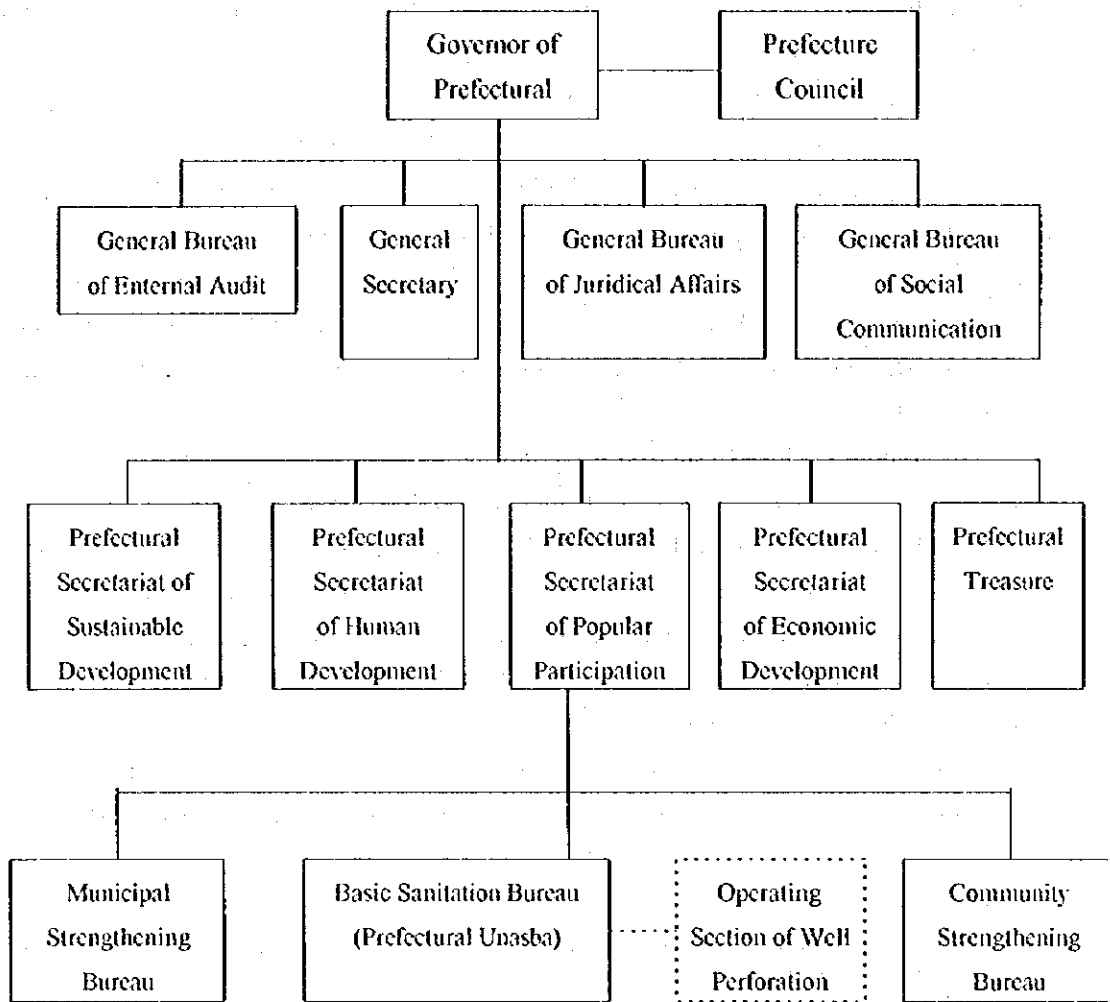 Governor of
Prefectural
Prefecture
Council
General Bureau
of Enternal Audit
General
Secretary
General Bureau
of Juridical Affairs
General Bureau
of Social
Communication
Prefectural
Secretariat of
Sustainable
Development
Prefectural
Secretariat
of Human
Development
Prefectural
Secretariat
of Popular
Participation
Prefectural
Secretariat
of Economic
Development
Prefectural
Treasure
Municipal
Strengthening
Bureau
Basic Sanitation Bureau
(Prefectural Unasba)
Operating
Section of Well
Perforation
Community
Strengthening
Bureau